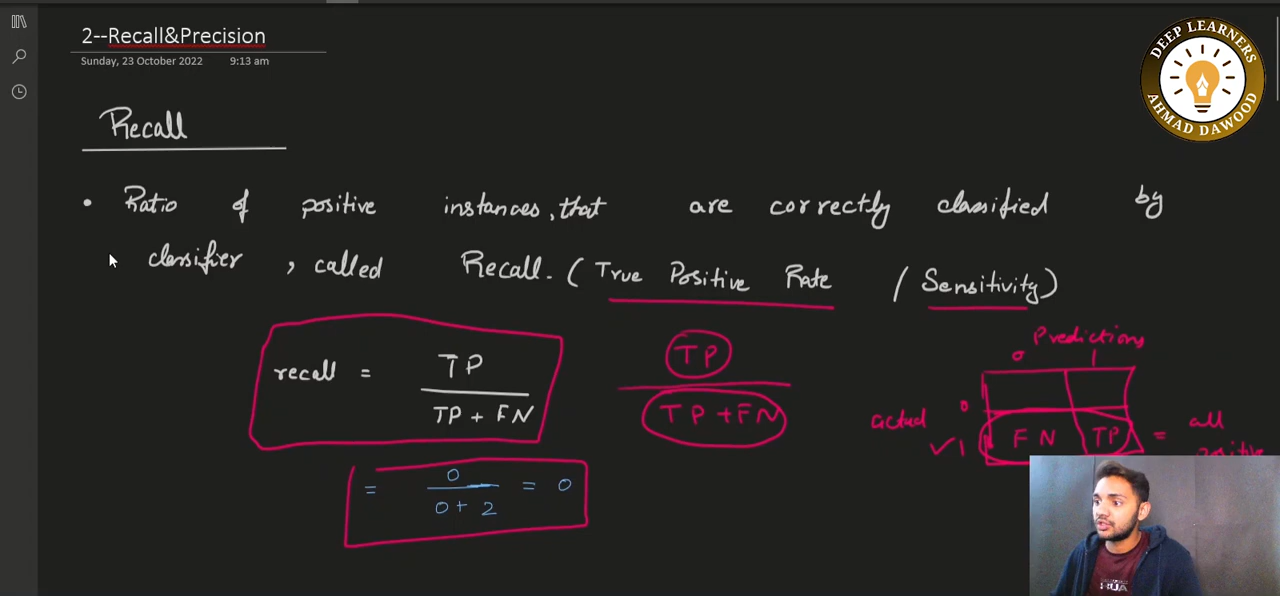 2--Recall&Precision
Sunday, 23 October 2022 9:13 am
DEEP LEARNERS
AHMAD DAWOOD
Recall
• Ratio of positive instances, that are correctly classified by
classifier, called Recall. (True Positive Rate / Sensitivity)
recall = TP / TP + FN
TP / TP + FN
Predictions
0 1
0
actual
✓1 FN TP = all
positive
= 0 / 0 + 2 = 0